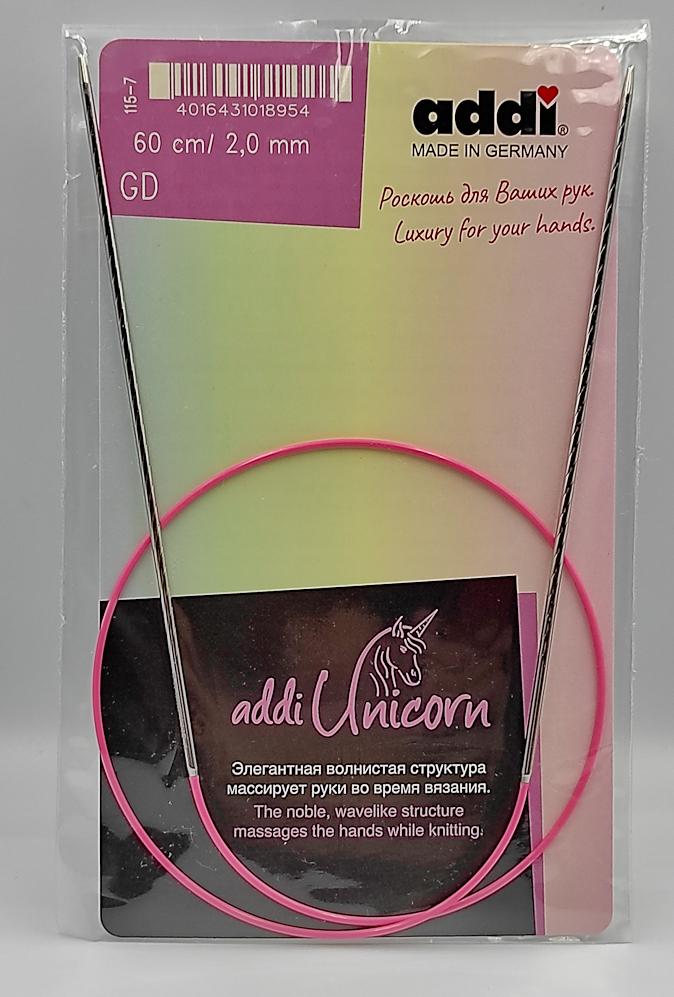 115-7
4016431018954
60 cm/ 2,0 mm
GD
addi®
MADE IN GERMANY
Роскошь для Ваших рук.
Luxury for your hands.
addi Unicorn
Элегантная волнистая структура
массирует руки во время вязания.
The noble, wavelike structure
massages the hands while knitting.